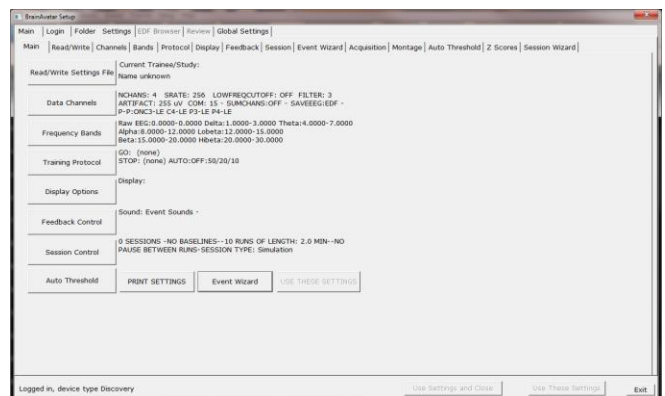 BrainAvatar Setup
Main Login Folder Settings EDF Browser Review Global Settings
Main Read/Write Channels Bands Protocol Display Feedback Session Event Wizard Acquisition Montage Auto Threshold Z Scores Session Wizard
Read/Write Settings File
Current Trainee/Study:
Name unknown
Data Channels
NCHANS: 4 SRATE: 256 LOWFREQCUTOFF: OFF FILTER: 3
ARTIFACT: 255 uV COM: 15 - SUMCHANS:OFF - SAVEEEG:EDF -
P-P:ONC3-LE C4-LE P3-LE P4-LE
Frequency Bands
Raw EEG:0.0000-0.0000 Delta:1.0000-3.0000 Theta:4.0000-7.0000
Alpha:8.0000-12.0000 Lobeta:12.0000-15.0000
Beta:15.0000-20.0000 Hibeta:20.0000-30.0000
Training Protocol
GO: (none)
STOP: (none) AUTO:OFF:50/20/10
Display Options
Display:
Feedback Control
Sound: Event Sounds -
Session Control
0 SESSIONS -NO BASELINES--10 RUNS OF LENGTH: 2.0 MIN--NO
PAUSE BETWEEN RUNS-SESSION TYPE: Simulation
Auto Threshold
PRINT SETTINGS
Event Wizard
USE THESE SETTINGS
Logged in, device type Discovery
Use Settings and Close
Use These Settings
Exit